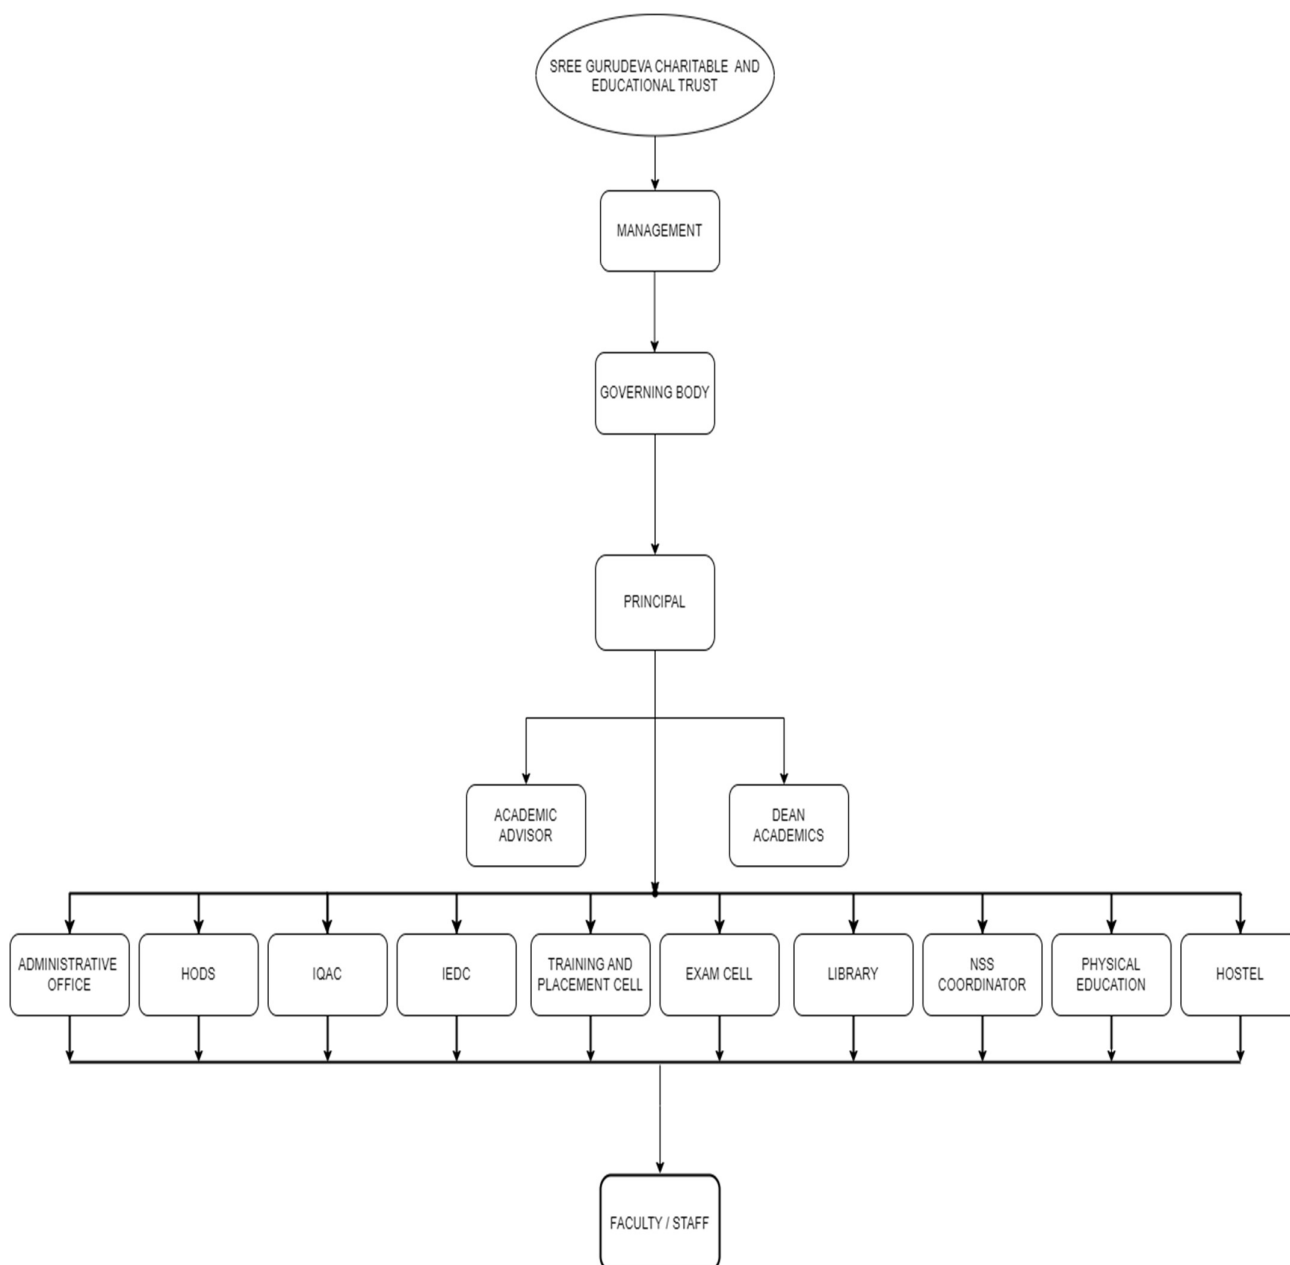 SREE GURUDEVA CHARITABLE AND
EDUCATIONAL TRUST
MANAGEMENT
GOVERNING BODY
PRINCIPAL
ACADEMIC
ADVISOR
DEAN
ACADEMICS
ADMINISTRATIVE
OFFICE
HODS
IQAC
IEDC
TRAINING AND
PLACEMENT CELL
EXAM CELL
LIBRARY
NSS
COORDINATOR
PHYSICAL
EDUCATION
HOSTEL
FACULTY / STAFF